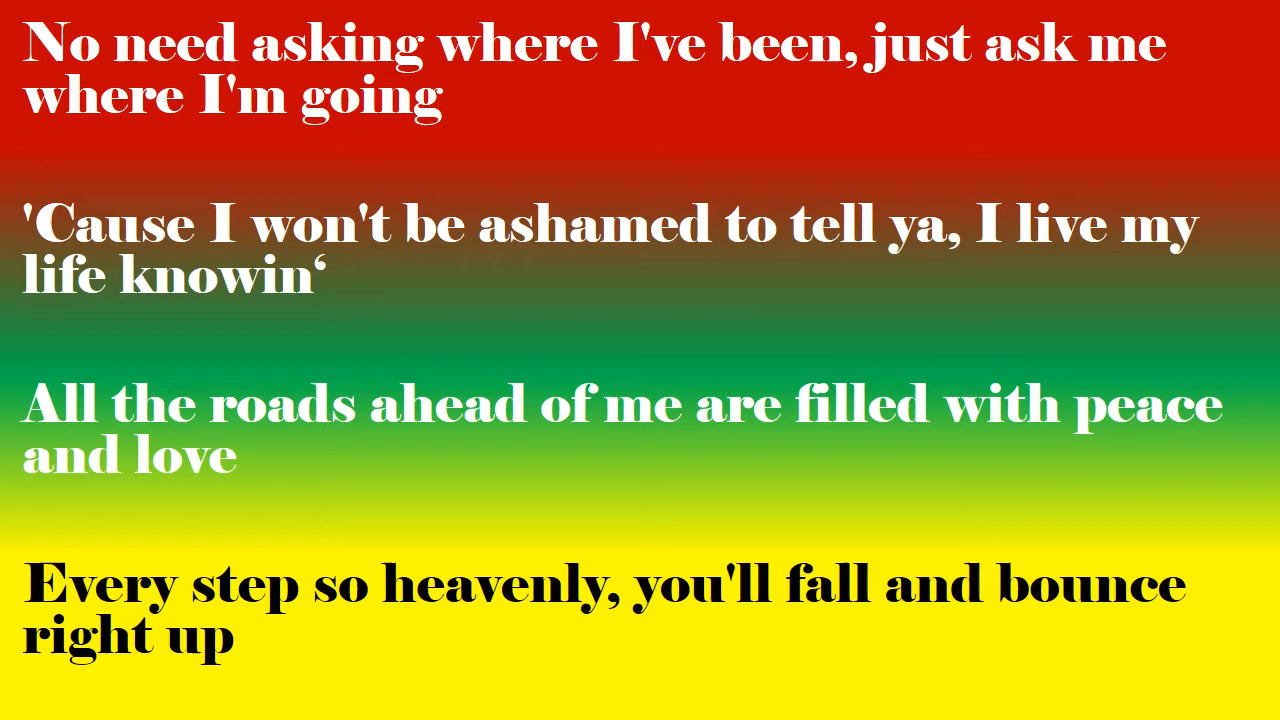 No need asking where I've been, just ask me
where I'm going
'Cause I won't be ashamed to tell ya, I live my
life knowin‘
All the roads ahead of me are filled with peace
and love
Every step so heavenly, you'll fall and bounce
right up